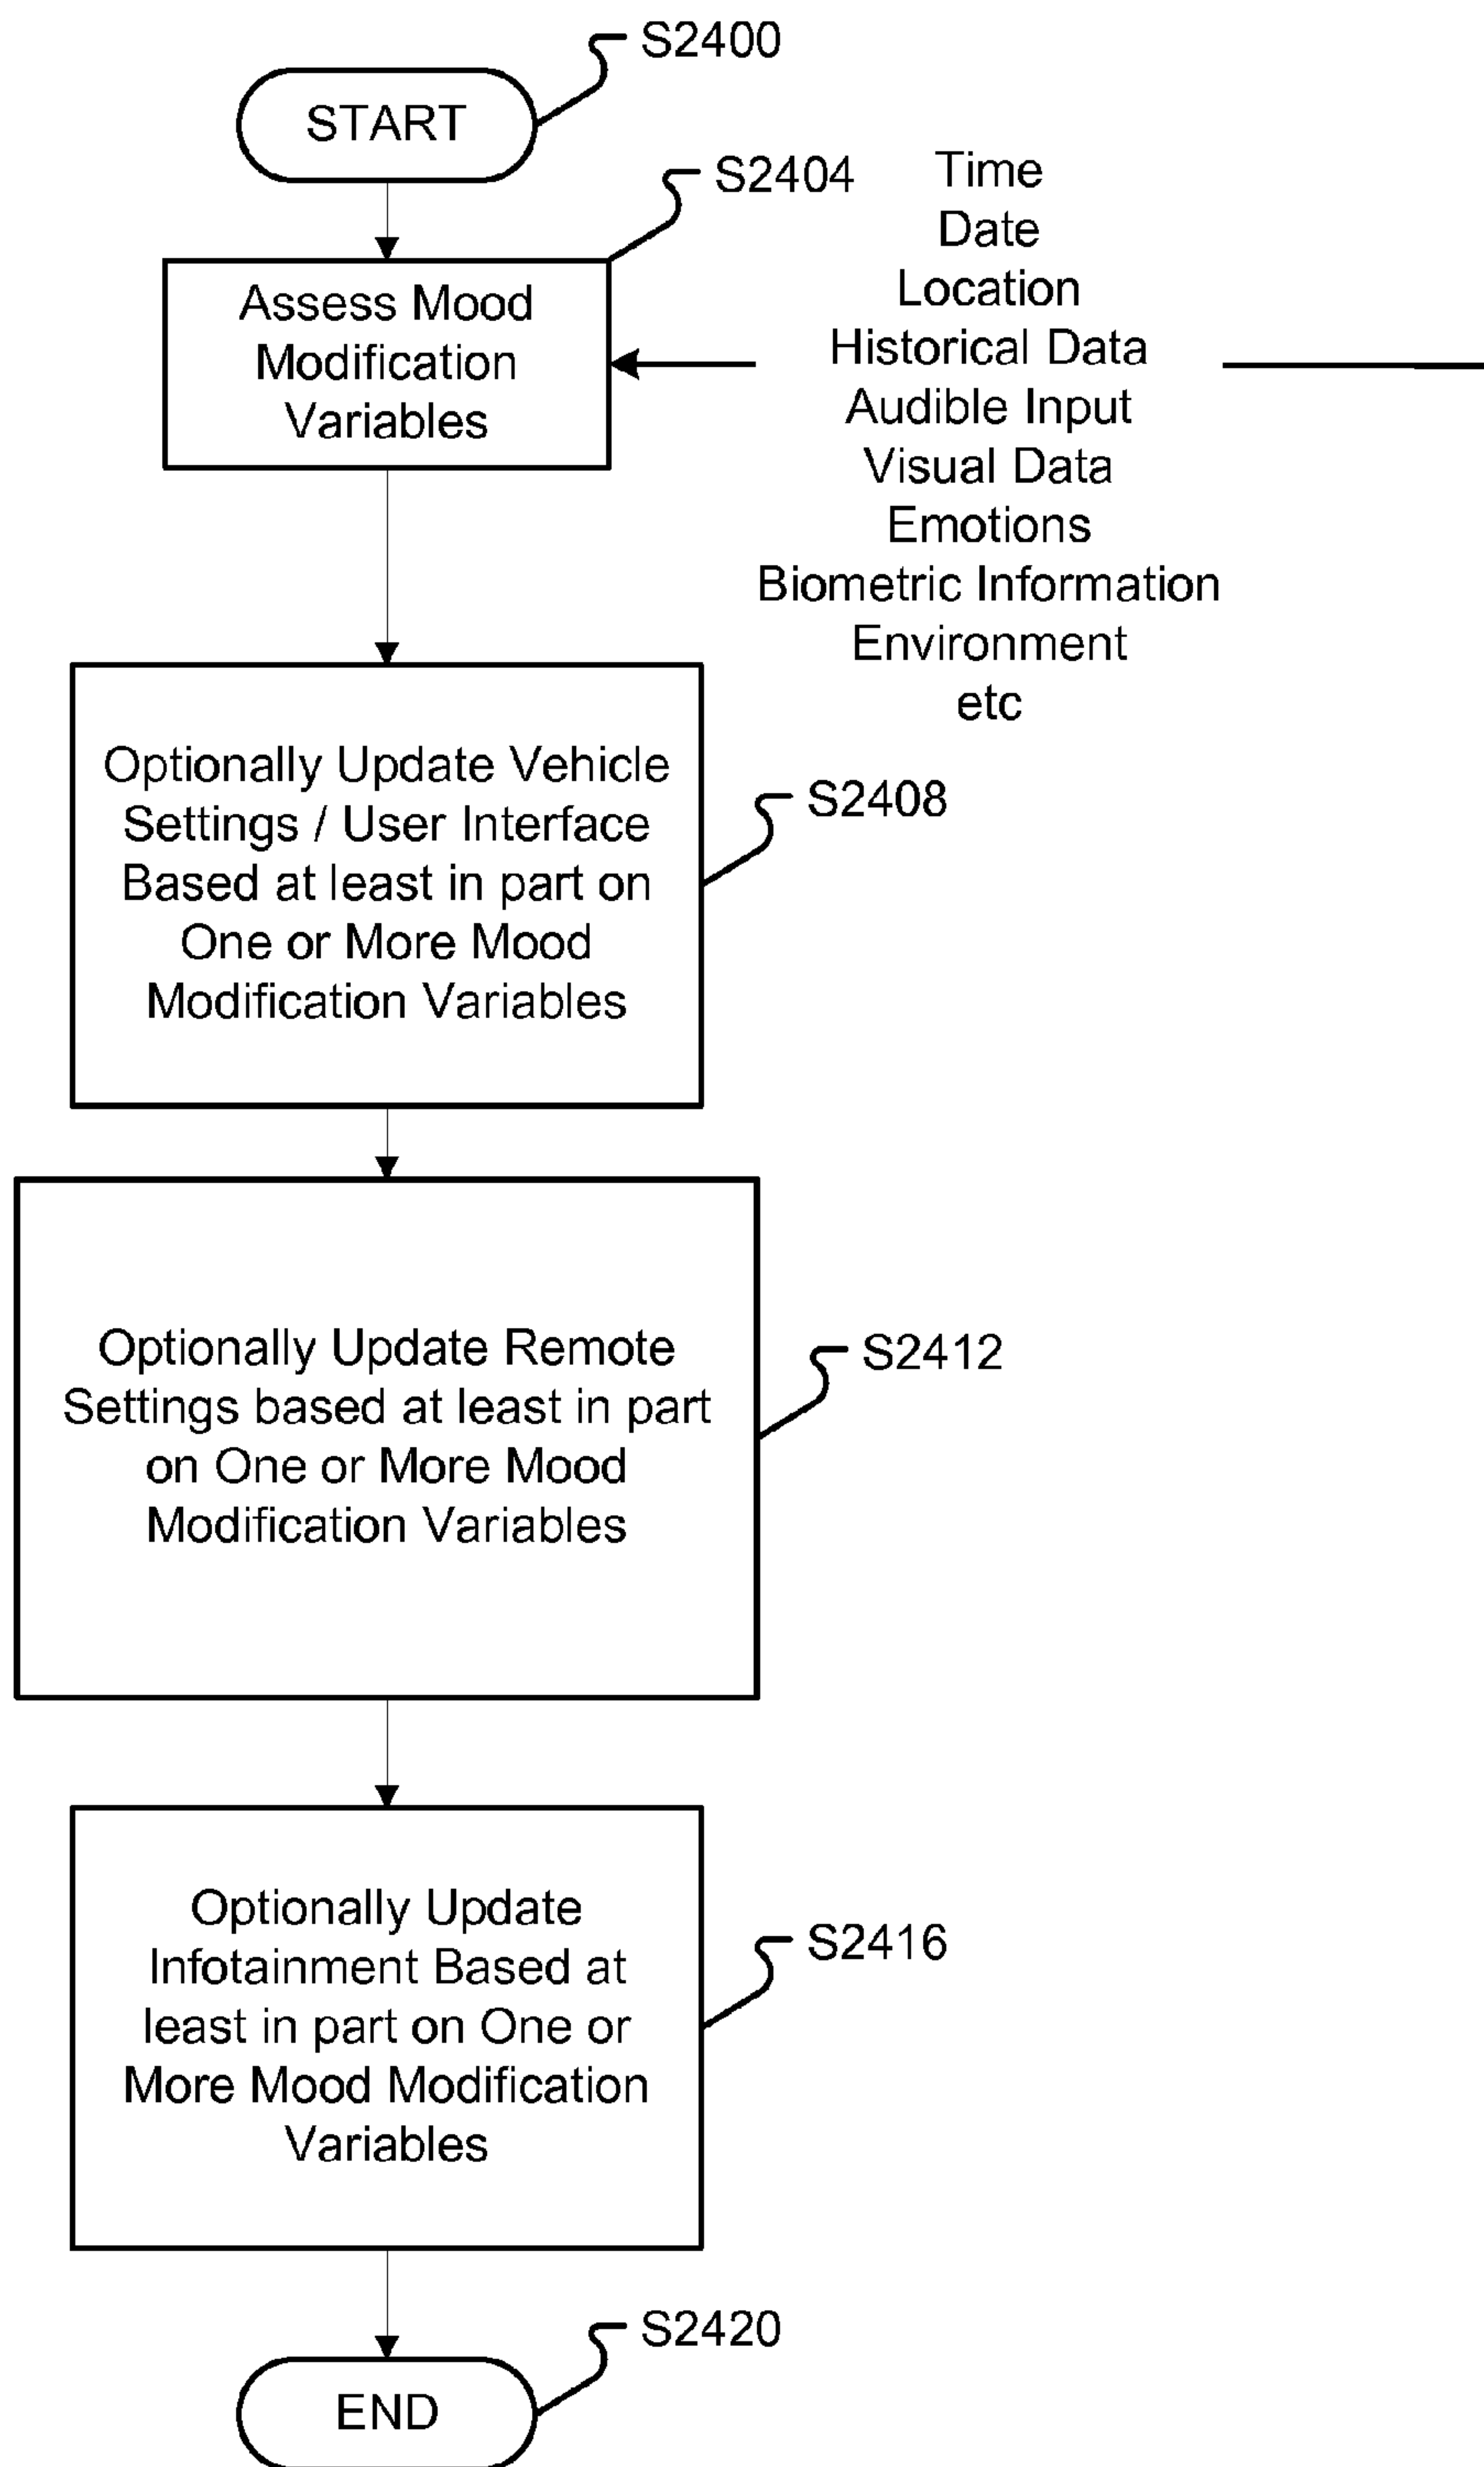 S2400
START
S2404
Assess Mood
Modification
Variables
Time
Date
Location
Historical Data
Audible Input
Visual Data
Emotions
Biometric Information
Environment
etc
Optionally Update Vehicle
Settings / User Interface
Based at least in part on
One or More Mood
Modification Variables
S2408
Optionally Update Remote
Settings based at least in part
on One or More Mood
Modification Variables
S2412
Optionally Update
Infotainment Based at
least in part on One or
More Mood Modification
Variables
S2416
S2420
END